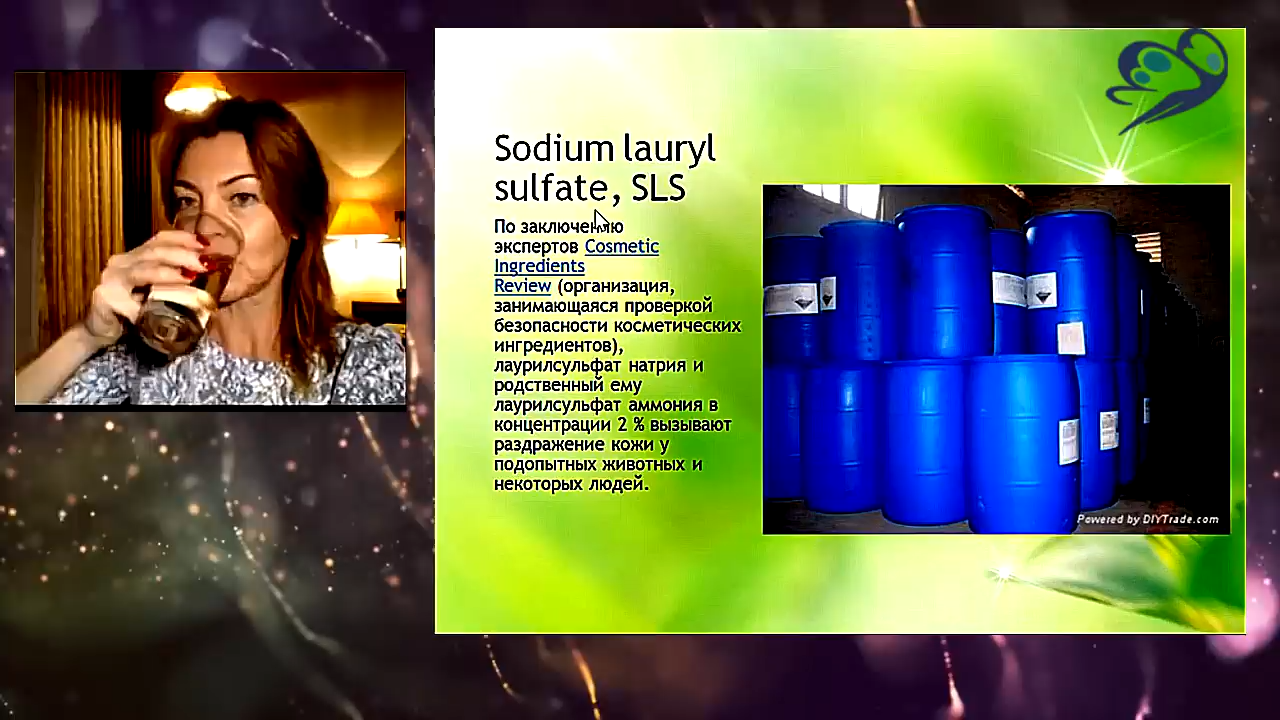 Sodium lauryl
sulfate, SLS
По заключению
экспертов Cosmetic
Ingredients
Review (организация,
занимающаяся проверкой
безопасности косметических
ингредиентов),
лаурилсульфат натрия и
родственный ему
лаурилсульфат аммония в
концентрации 2 % вызывают
раздражение кожи у
подопытных животных и
некоторых людей.
Powered by DIYTrade.com